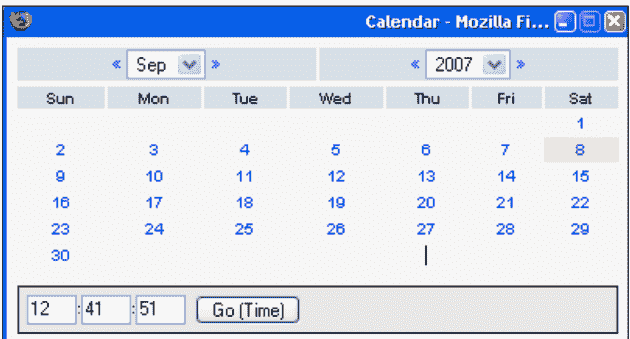 Calendar - Mozilla Fi...
« Sep » « 2007 »
Sun Mon Tue Wed Thu Fri Sat
1
2 3 4 5 6 7 8
9 10 11 12 13 14 15
16 17 18 19 20 21 22
23 24 25 26 27 28 29
30
12 : 41 : 51 Go (Time)